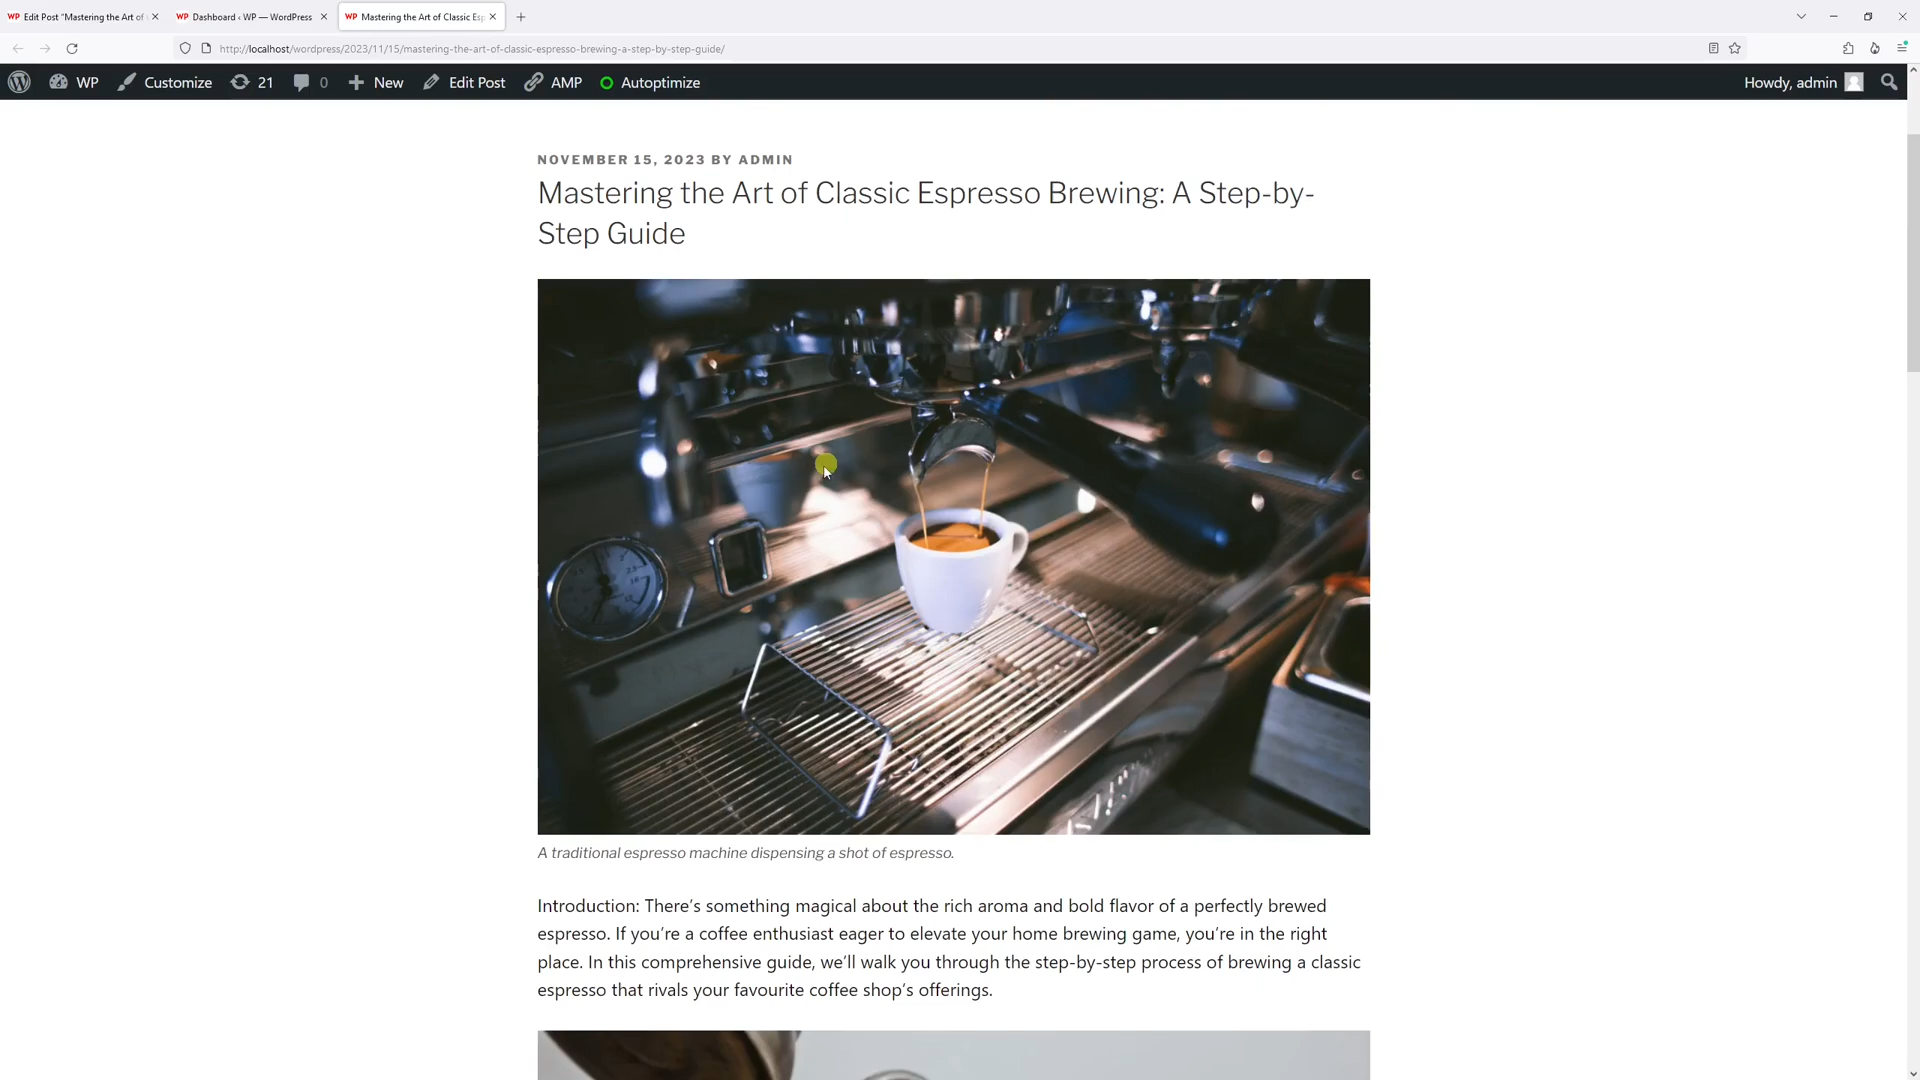 WP Edit Post "Mastering the Art of
WP Dashboard ‹ WP — WordPress
WP Mastering the Art of Classic Esp
http://localhost/wordpress/2023/11/15/mastering-the-art-of-classic-espresso-brewing-a-step-by-step-guide/
WP Customize 21 0 New Edit Post AMP Autoptimize Howdy, admin
NOVEMBER 15, 2023 BY ADMIN
Mastering the Art of Classic Espresso Brewing: A Step-by-
Step Guide
A traditional espresso machine dispensing a shot of espresso.
Introduction: There’s something magical about the rich aroma and bold flavor of a perfectly brewed
espresso. If you’re a coffee enthusiast eager to elevate your home brewing game, you’re in the right
place. In this comprehensive guide, we’ll walk you through the step-by-step process of brewing a classic
espresso that rivals your favourite coffee shop’s offerings.